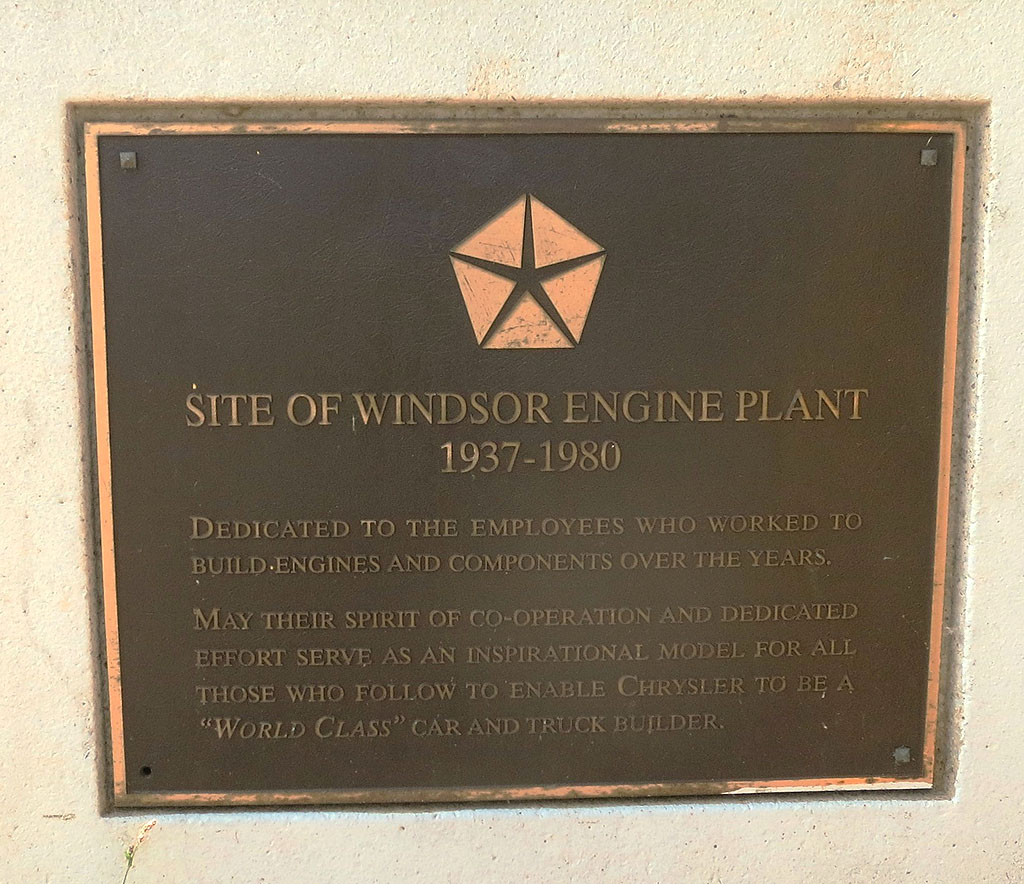 SITE OF WINDSOR ENGINE PLANT
1937-1980
DEDICATED TO THE EMPLOYEES WHO WORKED TO
BUILD ENGINES AND COMPONENTS OVER THE YEARS.
MAY THEIR SPIRIT OF CO-OPERATION AND DEDICATED
EFFORT SERVE AS AN INSPIRATIONAL MODEL FOR ALL
THOSE WHO FOLLOW TO ENABLE CHRYSLER TO BE A
“WORLD CLASS” CAR AND TRUCK BUILDER.